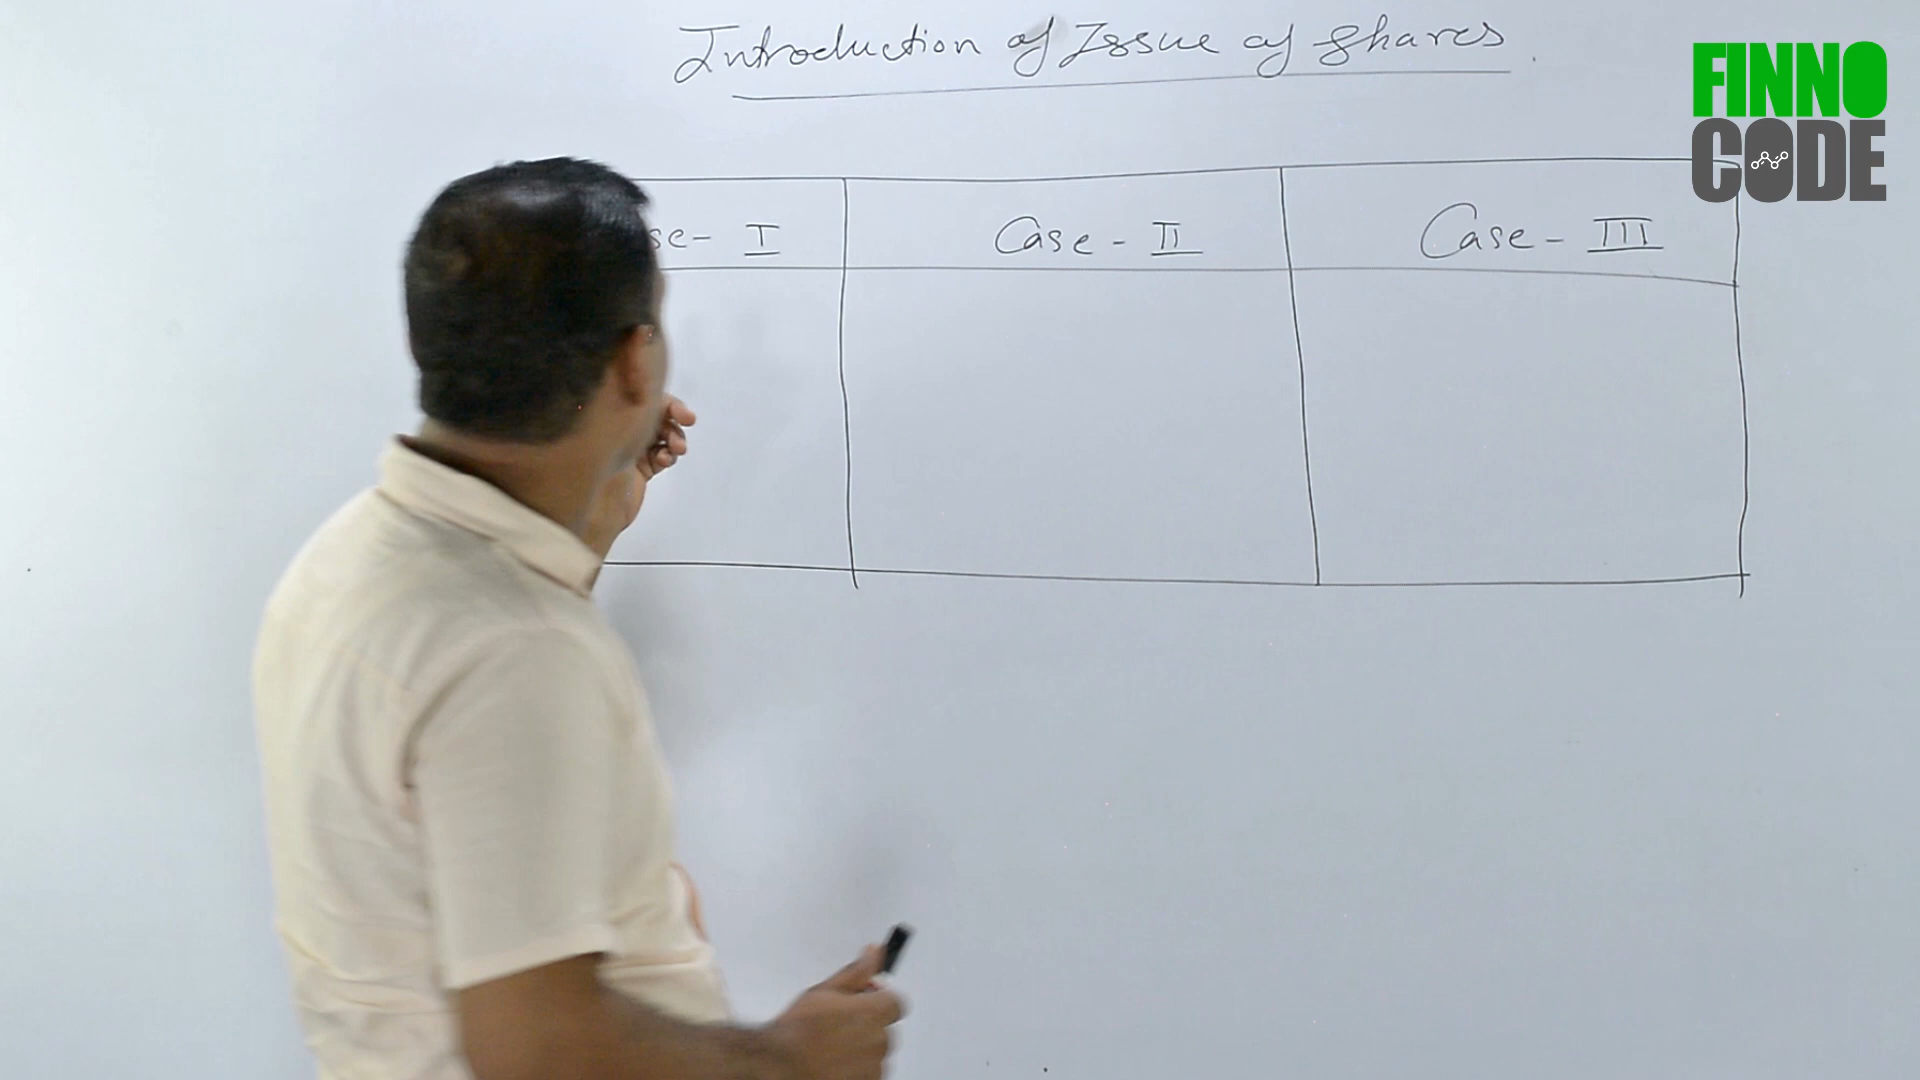 Introduction of Issue of Shares
FINNO
CODE
se- I
Case - II
Case - III